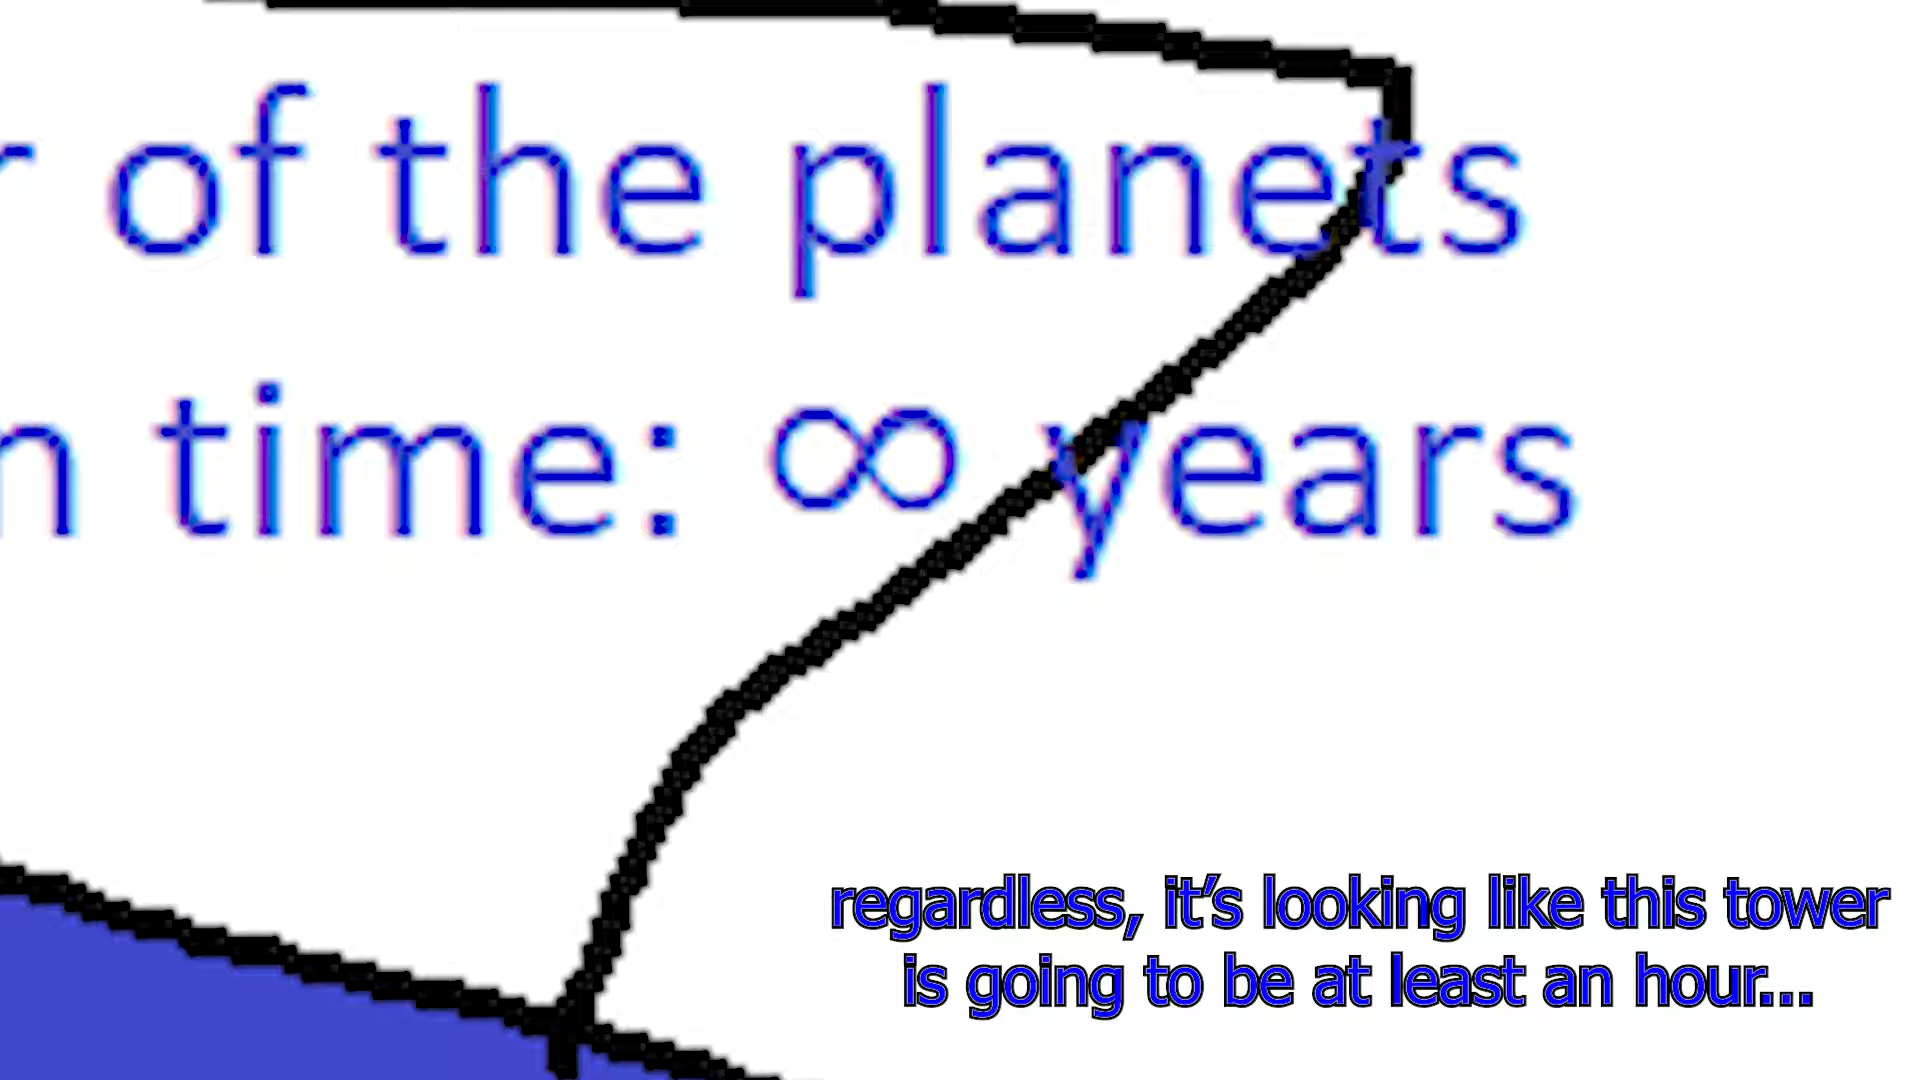 r of the planets
n time: ∞ years
regardless, it’s looking like this tower
is going to be at least an hour...